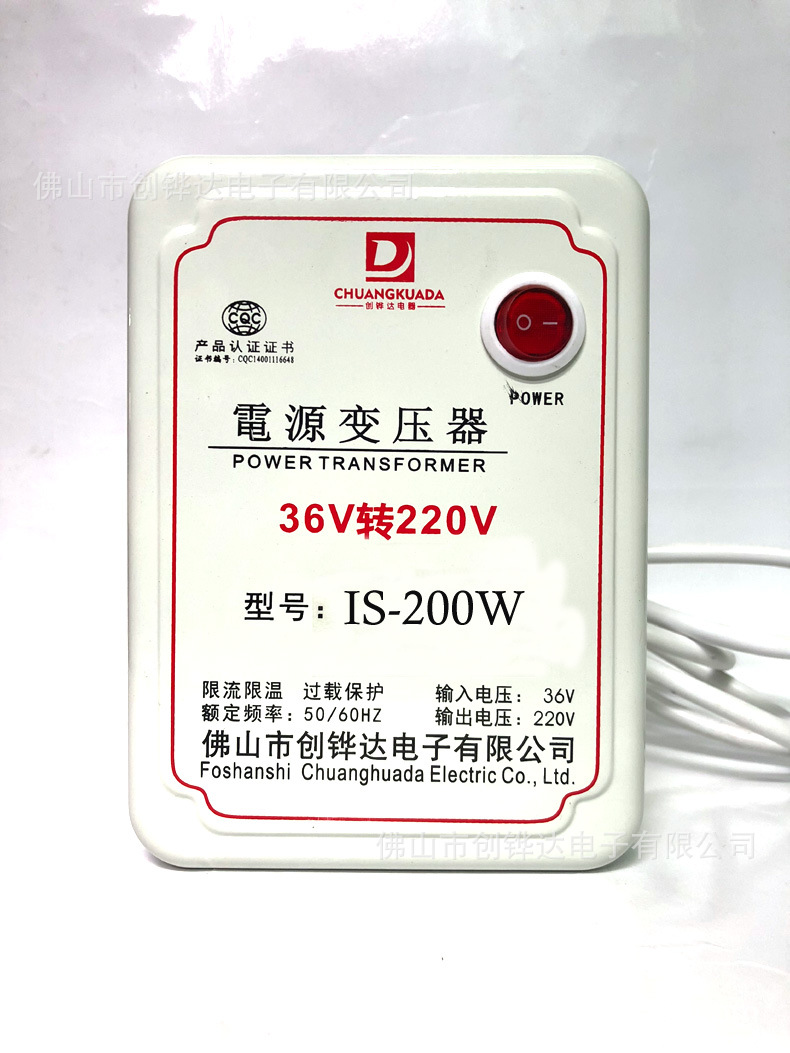 佛山市创铧达电子有限公司
D
CHUANGKUADA
创铧达电器
CQC
产品认证证书
证书编号:CQC14001116648
POWER
電源变压器
POWER TRANSFORMER
36V转220V
型号：IS-200W
限流限温 过载保护 输入电压： 36V
额定频率：50/60HZ 输出电压：220V
佛山市创铧达电子有限公司
Foshanshi Chuanghuada Electric Co., Ltd.
佛山市创铧达电子有限公司